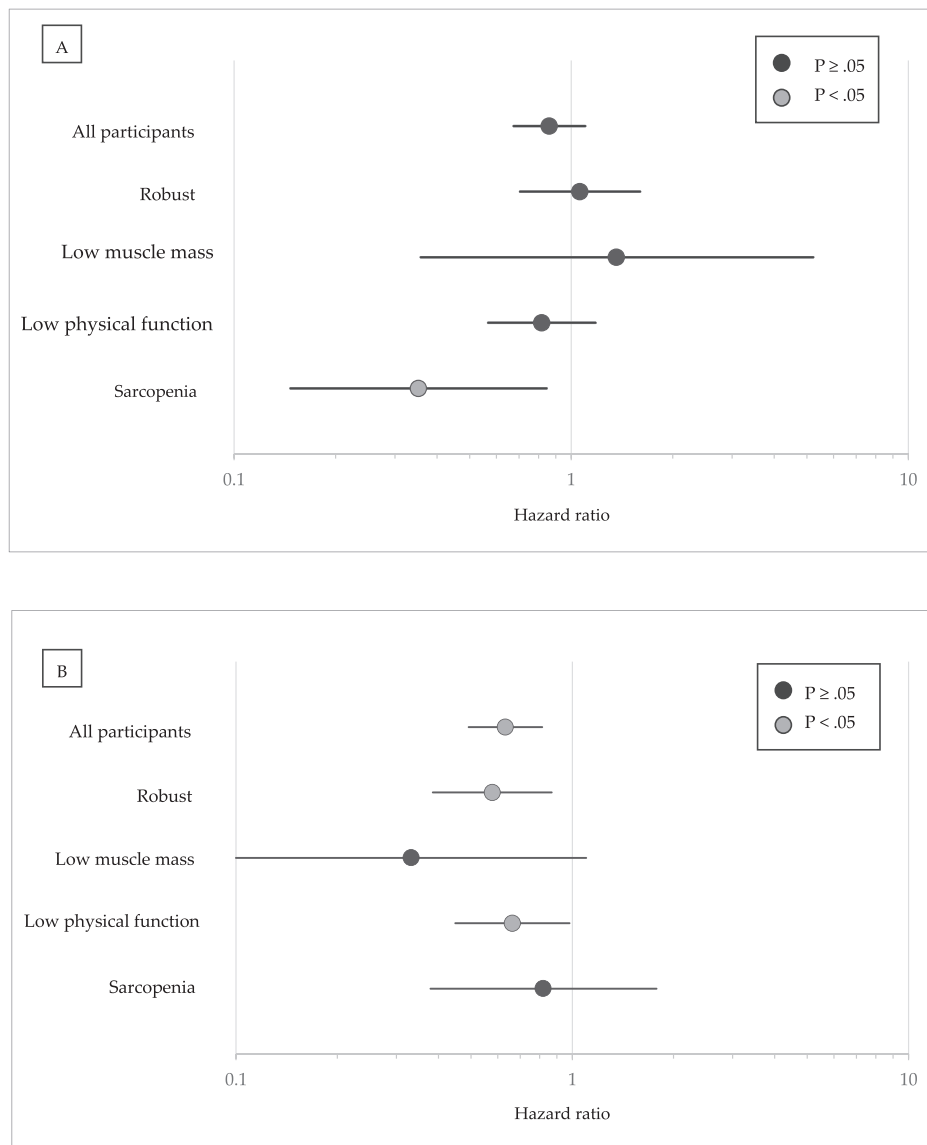 A
P ≥ .05
P < .05
All participants
Robust
Low muscle mass
Low physical function
Sarcopenia
0.1 1 10
Hazard ratio
B
P ≥ .05
P < .05
All participants
Robust
Low muscle mass
Low physical function
Sarcopenia
0.1 1 10
Hazard ratio